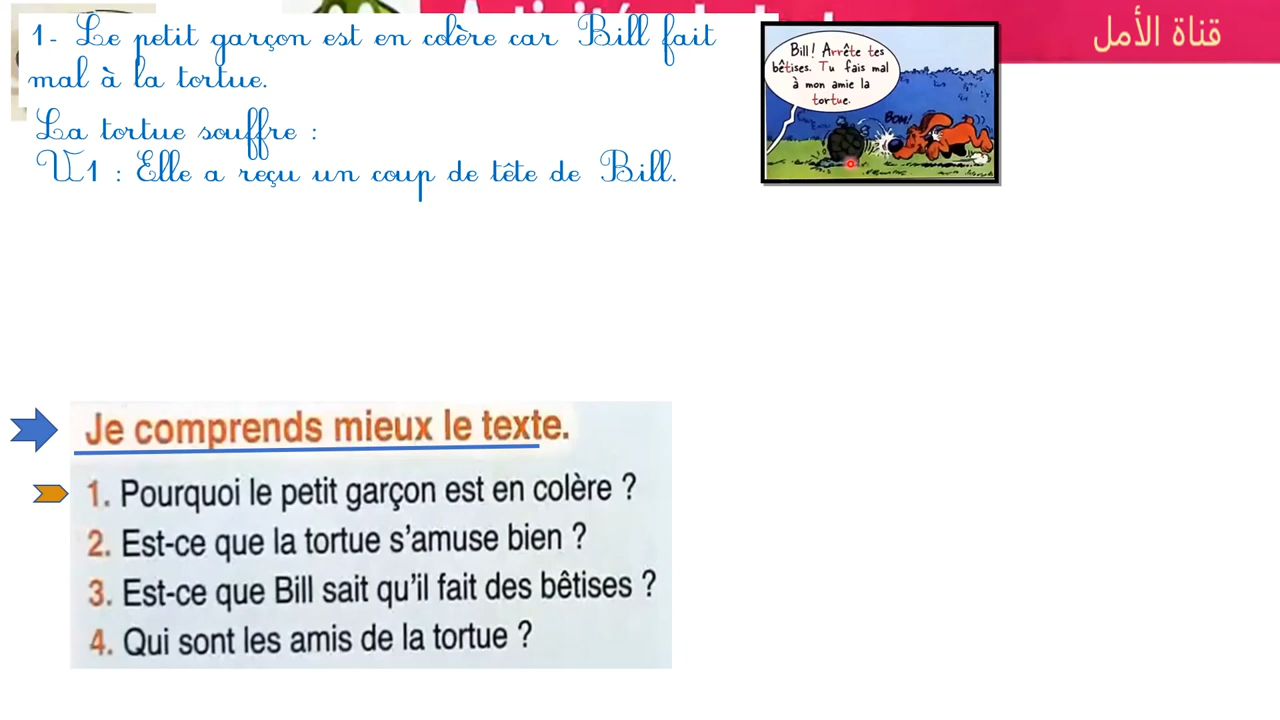 قناة الأمل
1- Le petit garçon est en colère car Bill fait
mal à la tortue.
La tortue souffre :
V1 : Elle a reçu un coup de tête de Bill.
Bill! Arrête tes
bêtises. Tu fais mal
à mon amie la
tortue.
BOM!
Je comprends mieux le texte.
1. Pourquoi le petit garçon est en colère ?
2. Est-ce que la tortue s'amuse bien ?
3. Est-ce que Bill sait qu'il fait des bêtises ?
4. Qui sont les amis de la tortue ?